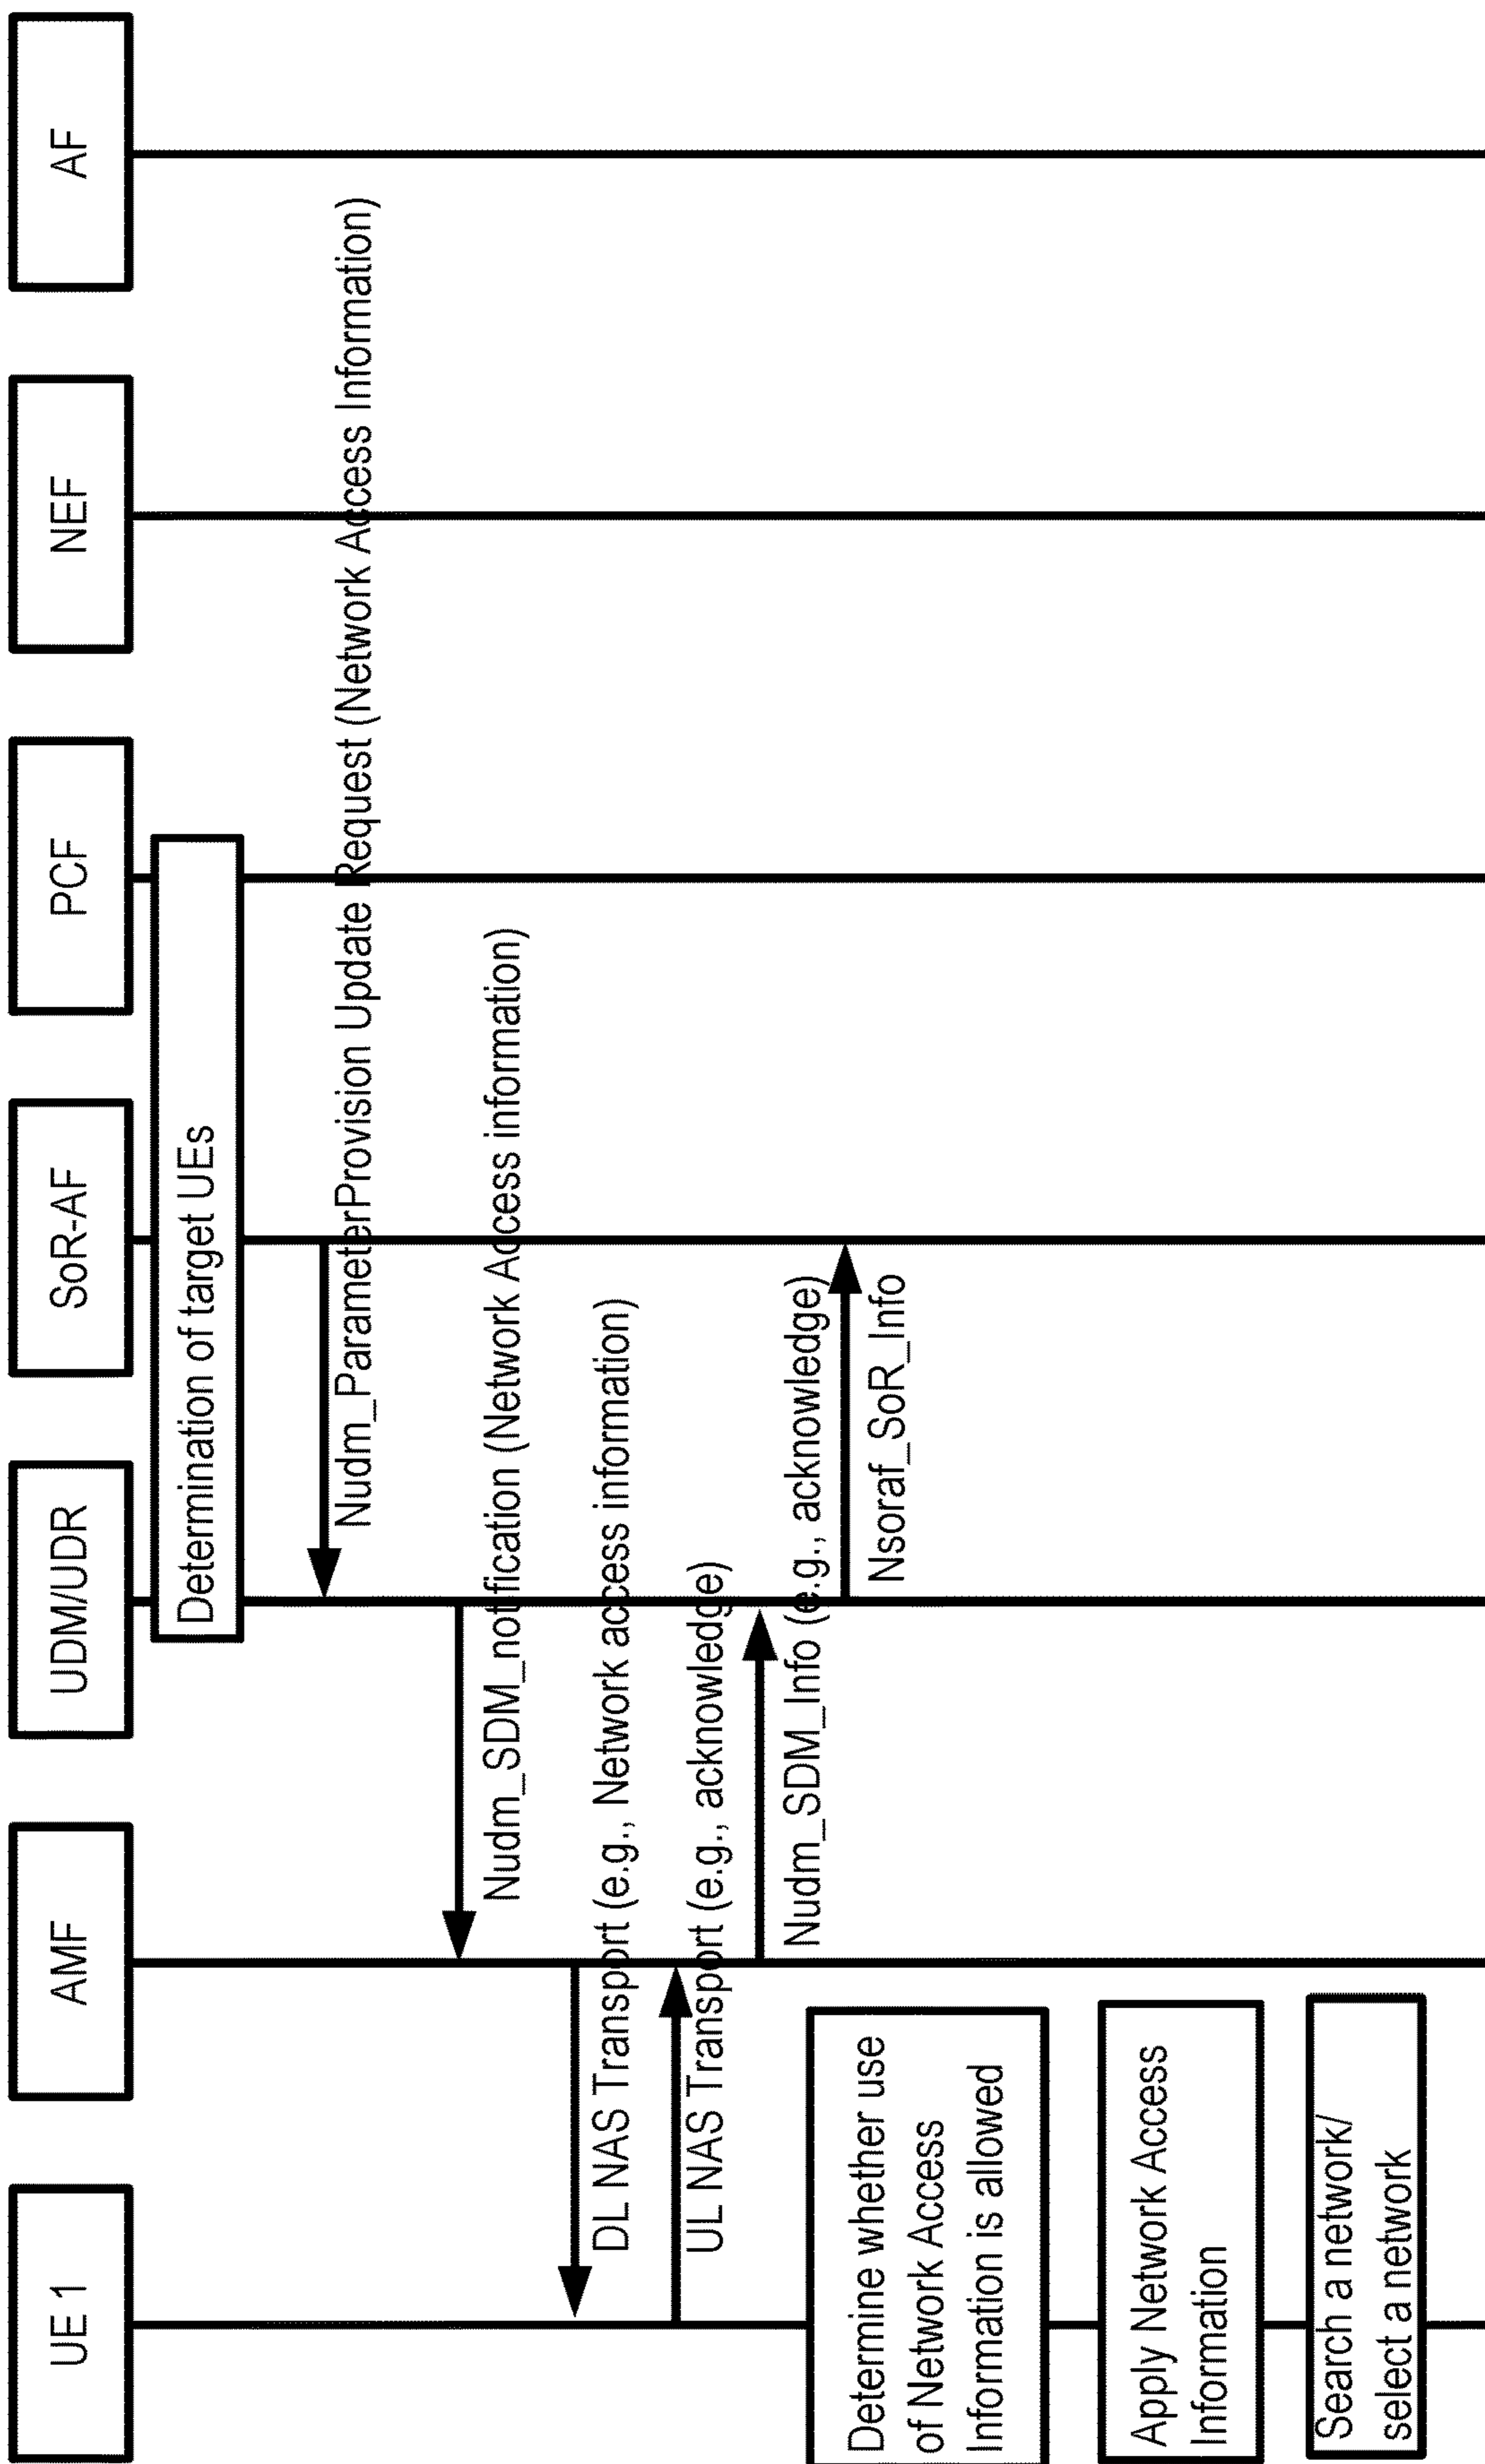 UE 1
AMF
UDM/UDR
SoR-AF
PCF
NEF
AF
Determination of target UEs
Nudm_ParameterProvision Update Request (Network Access Information)
Nudm_SDM_notification (Network Access information)
DL NAS Transport (e.g., Network access information)
UL NAS Transport (e.g., acknowledge)
Nudm_SDM_Info (e.g., acknowledge)
Nsoraf_SoR_Info
Determine whether use
of Network Access
Information is allowed
Apply Network Access
Information
Search a network/
select a network